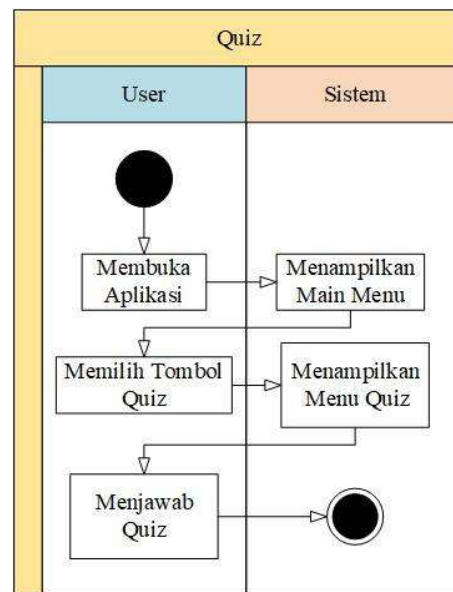 Quiz
User
Sistem
Membuka
Aplikasi
Menampilkan
Main Menu
Memilih Tombol
Quiz
Menampilkan
Menu Quiz
Menjawab
Quiz